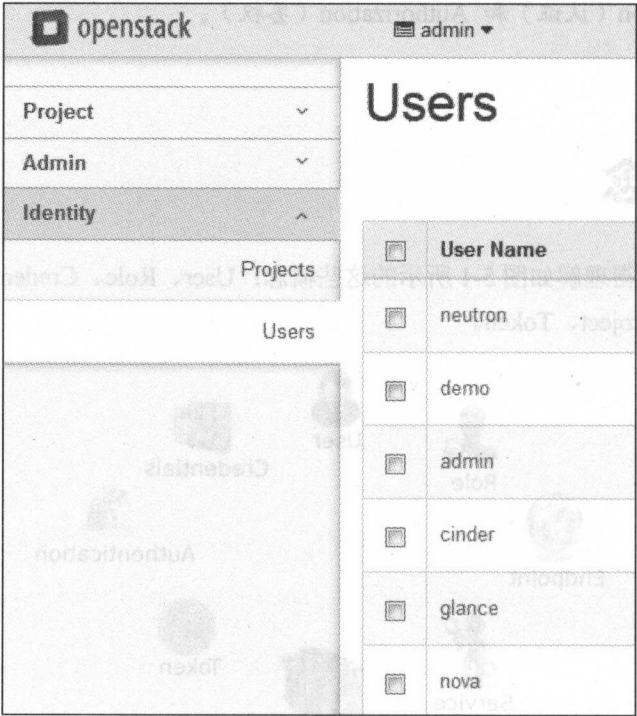 openstack
admin
Users
Project
Admin
Identity
Projects
Users
User Name
neutron
demo
admin
cinder
glance
nova